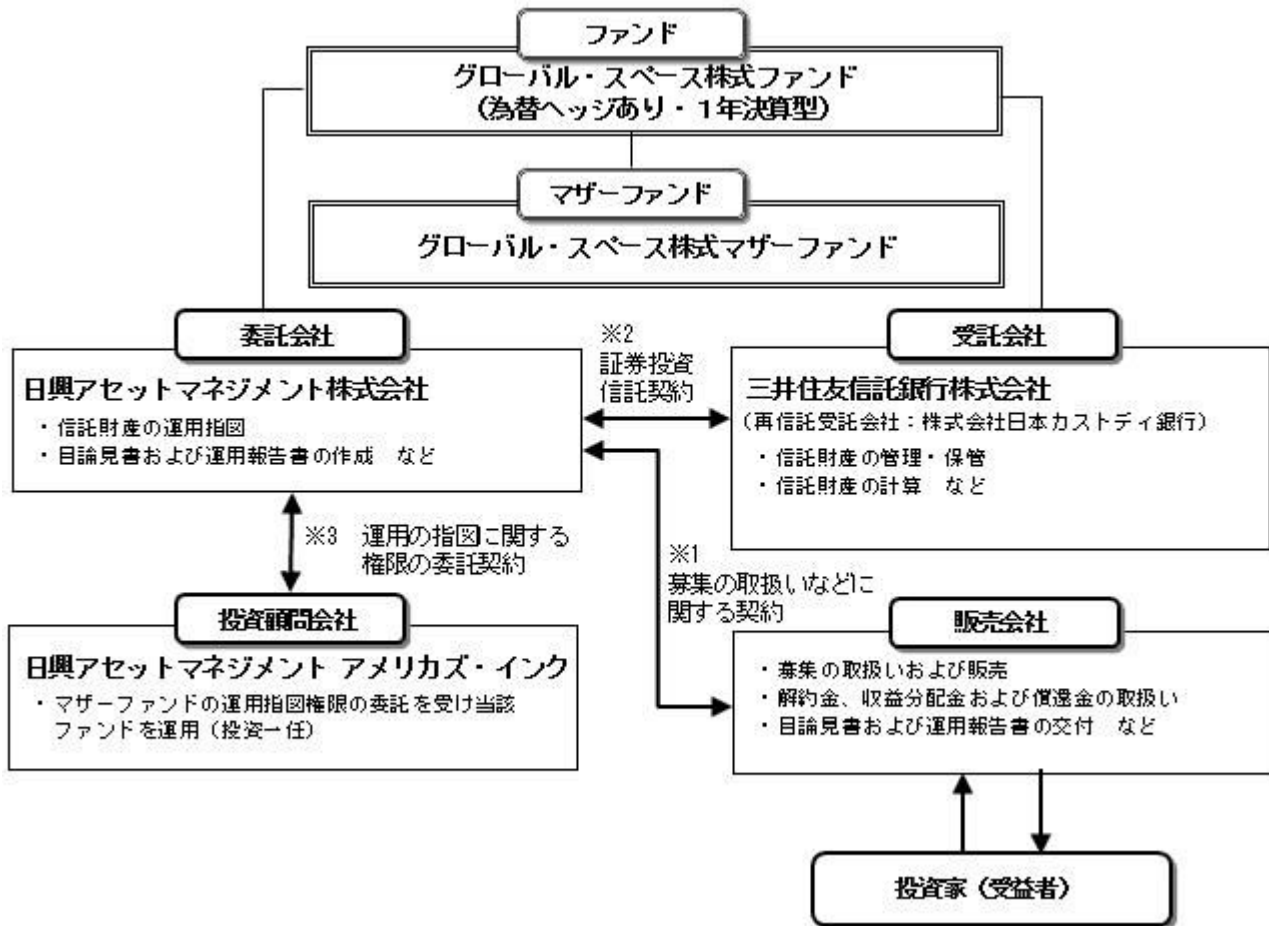 ファンド
グローバル・スペース株式ファンド
（為替ヘッジあり・１年決算型）
マザーファンド
グローバル・スペース株式マザーファンド
委託会社
日興アセットマネジメント株式会社
・信託財産の運用指図
・目論見書および運用報告書の作成　など
※2
証券投資
信託契約
受託会社
三井住友信託銀行株式会社
（再信託受託会社：株式会社日本カストディ銀行）
・信託財産の管理・保管
・信託財産の計算　など
※3　運用の指図に関する
権限の委託契約
※1
募集の取扱いなどに
関する契約
投資顧問会社
日興アセットマネジメント アメリカズ・インク
・マザーファンドの運用指図権限の委託を受け当該
ファンドを運用（投資一任）
販売会社
・募集の取扱いおよび販売
・解約金、収益分配金および償還金の取扱い
・目論見書および運用報告書の交付　など
投資家（受益者）